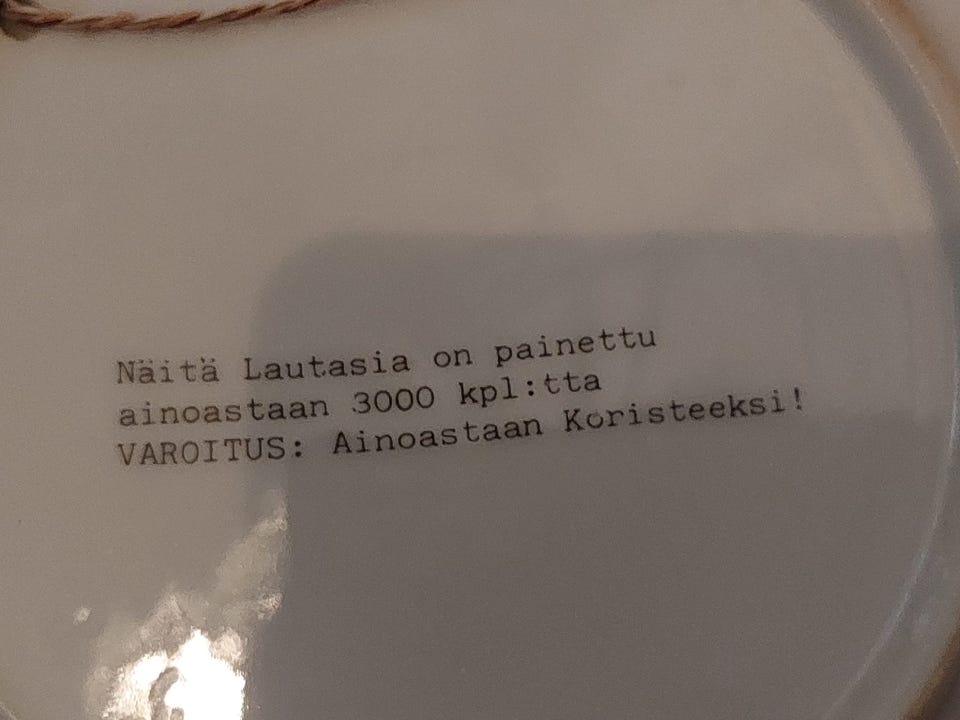 Näitä Lautasia on painettu
ainoastaan 3000 kpl:tta
VAROITUS: Ainoastaan Koristeeksi!